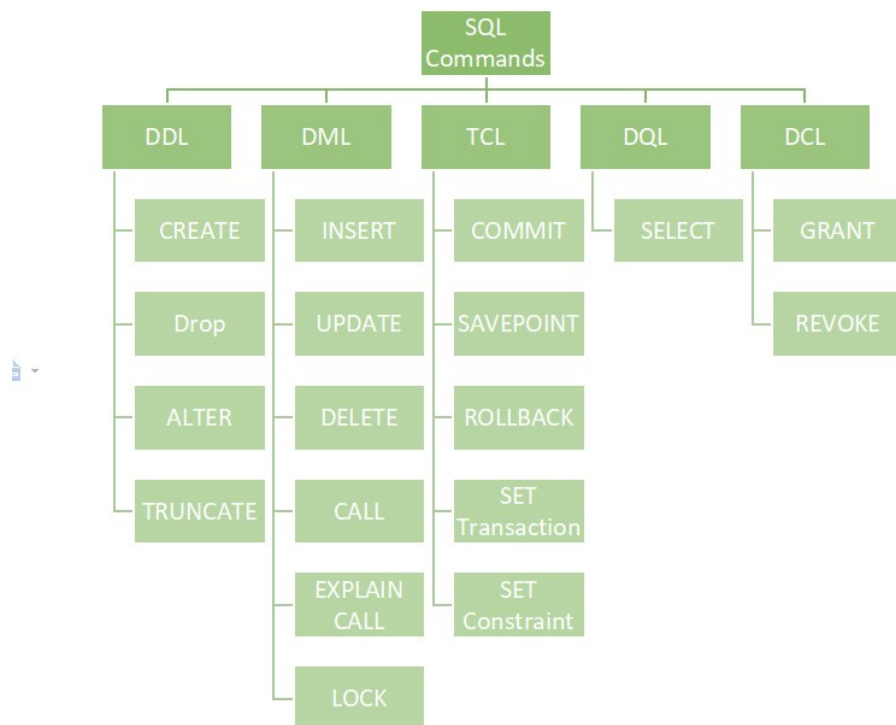 SQL
Commands
DDL
DML
TCL
DQL
DCL
CREATE
INSERT
COMMIT
SELECT
GRANT
Drop
UPDATE
SAVEPOINT
REVOKE
ALTER
DELETE
ROLLBACK
TRUNCATE
CALL
SET
Transaction
EXPLAIN
CALL
SET
Constraint
LOCK